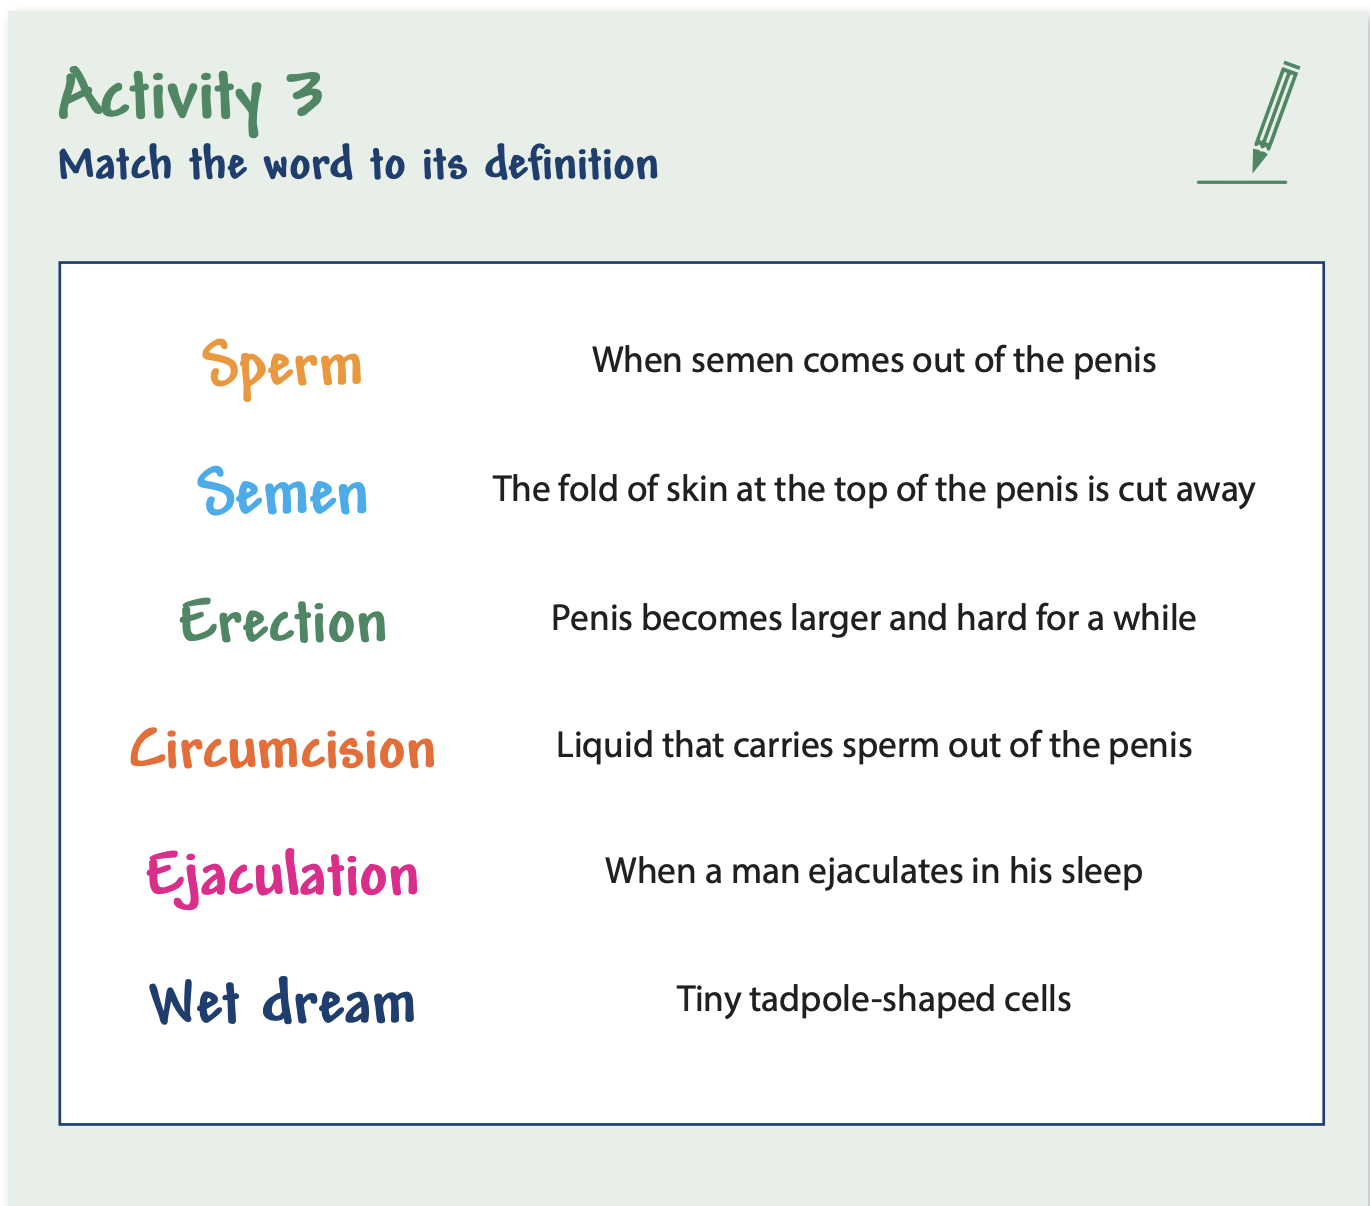 Activity 3
Match the word to its definition
Sperm
When semen comes out of the penis
Semen
The fold of skin at the top of the penis is cut away
Erection
Penis becomes larger and hard for a while
Circumcision
Liquid that carries sperm out of the penis
Ejaculation
When a man ejaculates in his sleep
Wet dream
Tiny tadpole-shaped cells